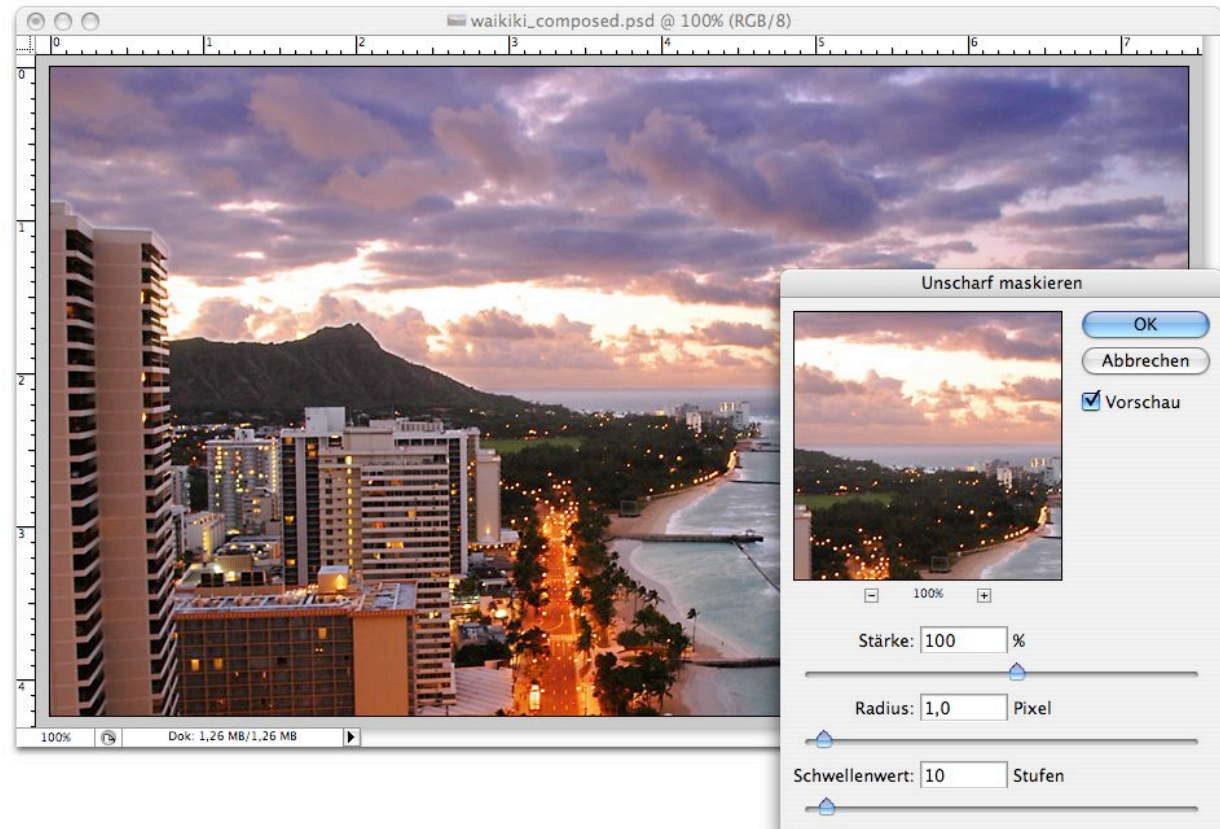 waikiki_composed.psd @ 100% (RGB/8)
0 1 2 3 4 5 6 7
0
1
2
3
4
100% Dok: 1,26 MB/1,26 MB
Unscharf maskieren
OK
Abbrechen
Vorschau
100%
Stärke: 100 %
Radius: 1,0 Pixel
Schwellenwert: 10 Stufen